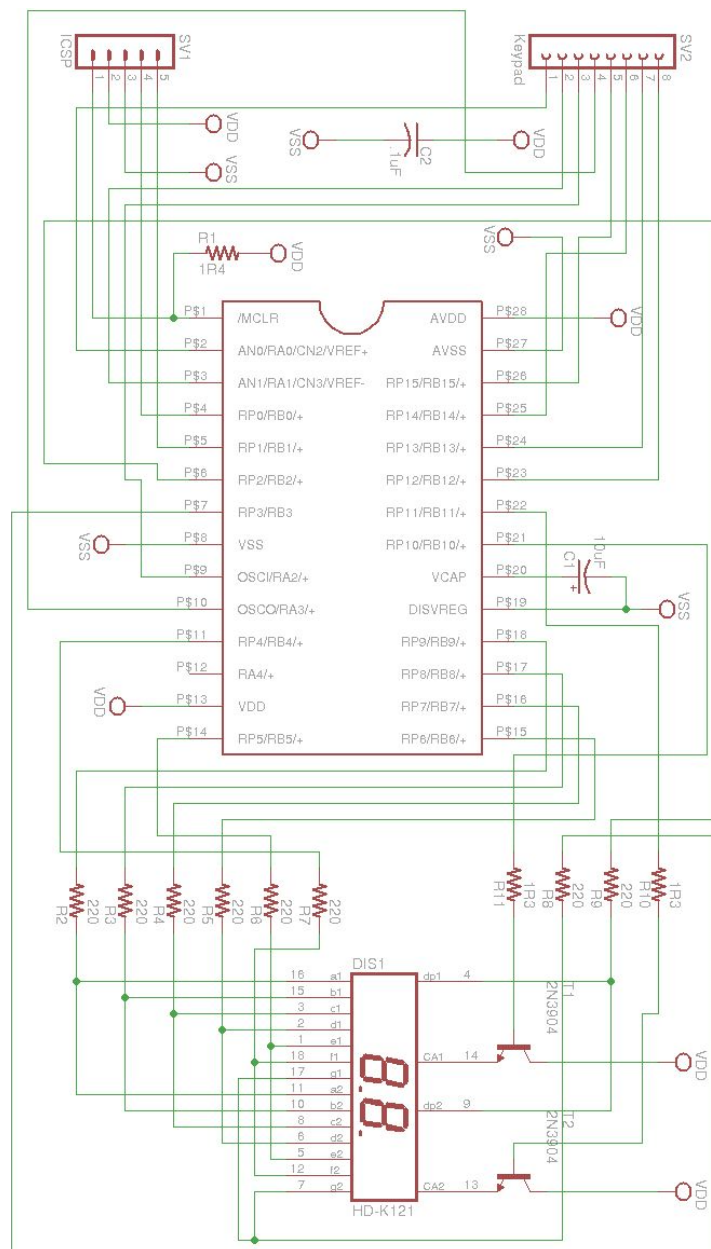 ICSP
SV1
1 2 3 4 5
Keypad
SV2
1 2 3 4 5 6 7 8
VDD
VSS
VSS
.1uF
C2
VDD
VSS
R1
1R4
VDD
P$1 /MCLR
P$2 AN0/RA0/CN2/VREF+
P$3 AN1/RA1/CN3/VREF-
P$4 RP0/RB0/+
P$5 RP1/RB1/+
P$6 RP2/RB2/+
P$7 RP3/RB3
P$8 VSS
P$9 OSCI/RA2/+
P$10 OSCO/RA3/+
P$11 RP4/RB4/+
P$12 RA4/+
P$13 VDD
P$14 RP5/RB5/+
AVDD P$28
AVSS P$27
RP15/RB15/+ P$26
RP14/RB14/+ P$25
RP13/RB13/+ P$24
RP12/RB12/+ P$23
RP11/RB11/+ P$22
RP10/RB10/+ P$21
VCAP P$20
DISVREG P$19
RP9/RB9/+ P$18
RP8/RB8/+ P$17
RP7/RB7/+ P$16
RP6/RB6/+ P$15
VDD
VSS
VDD
10uF
C1
+
VSS
R2 220
R3 220
R4 220
R5 220
R6 220
R7 220
R11 1R3
R8 220
R9 220
R10 1R3
DIS1
16 a1
15 b1
3 c1
2 d1
1 e1
18 f1
17 g1
11 a2
10 b2
8 c2
6 d2
5 e2
12 f2
7 g2
dp1 4
CA1 14
dp2 9
CA2 13
8.8.
HD-K121
T1
2N3904
VDD
T2
2N3904
VDD